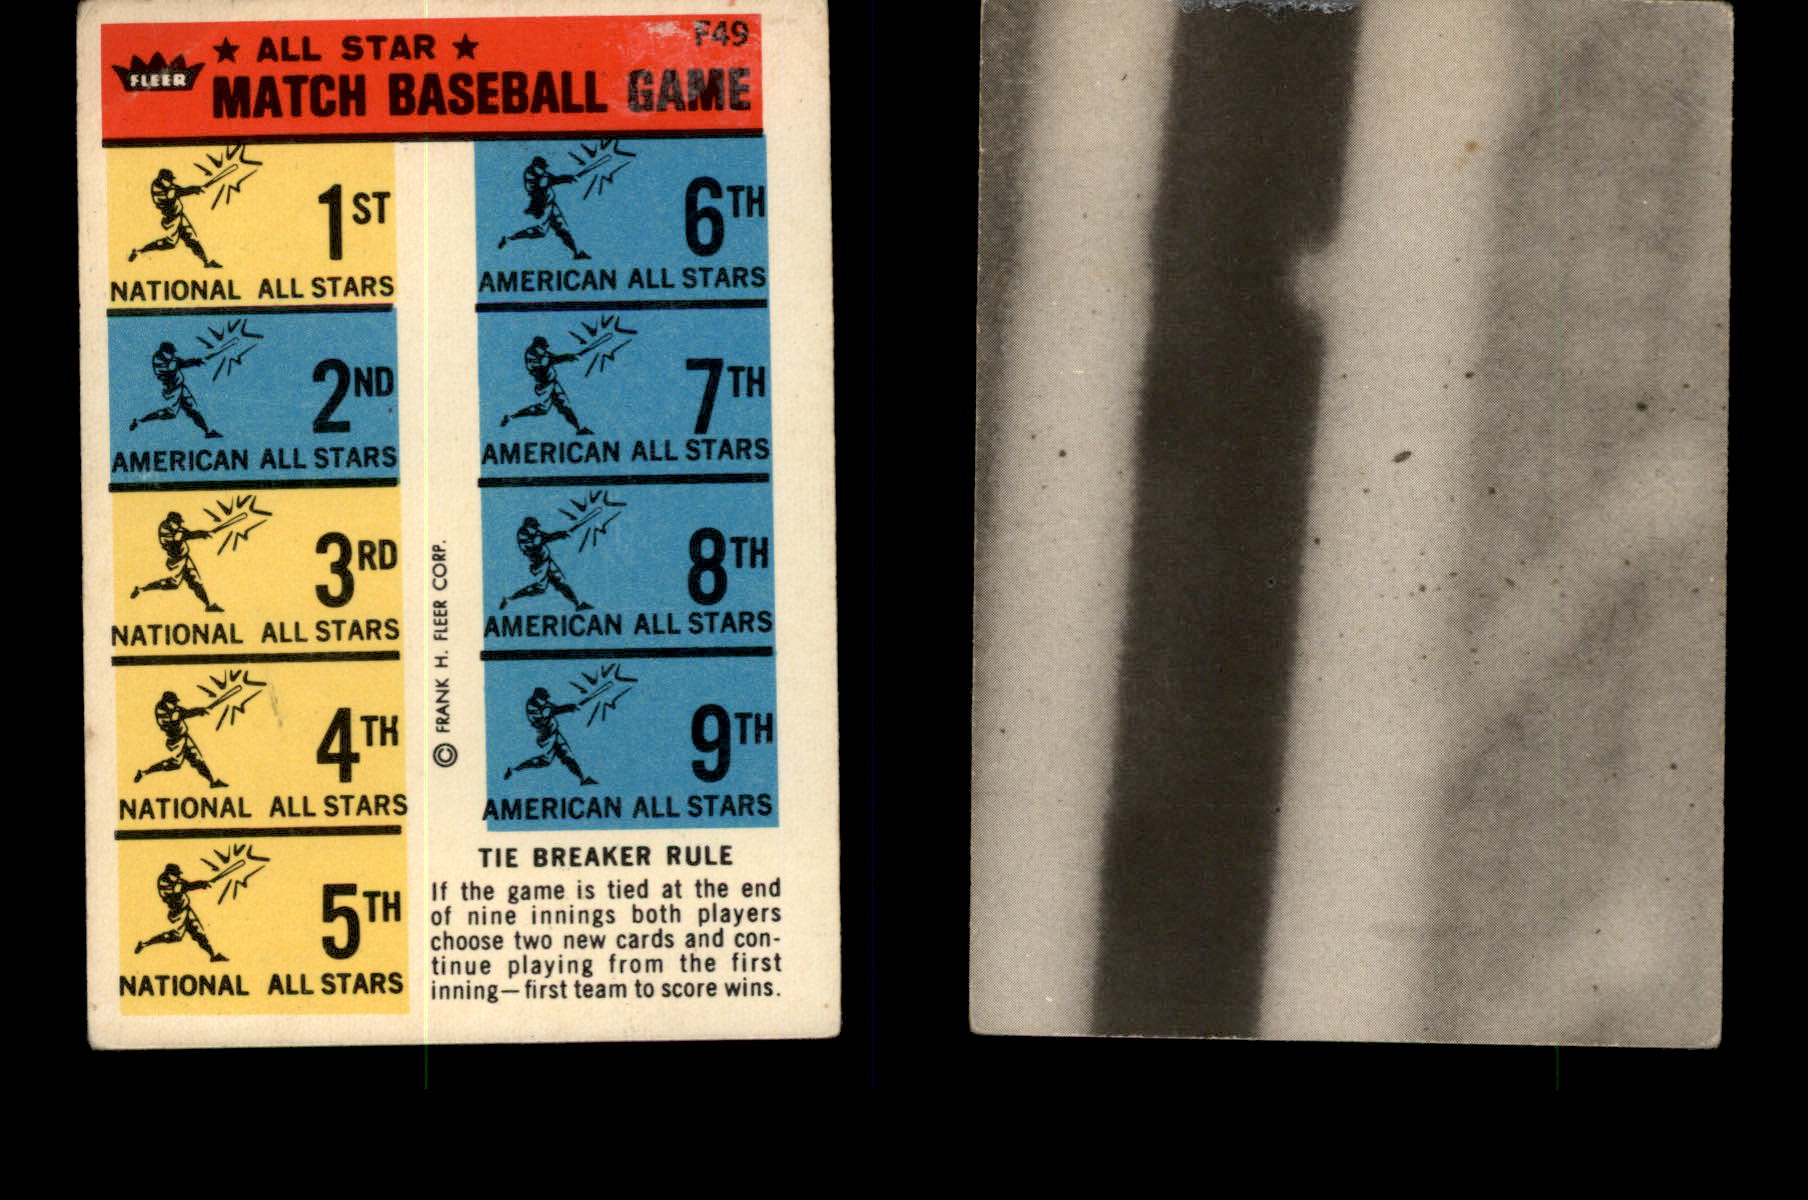 F49
★ ALL STAR ★
FLEER
MATCH BASEBALL GAME
1ST
NATIONAL ALL STARS
2ND
AMERICAN ALL STARS
3RD
NATIONAL ALL STARS
4TH
NATIONAL ALL STARS
5TH
NATIONAL ALL STARS
© FRANK H. FLEER CORP.
6TH
AMERICAN ALL STARS
7TH
AMERICAN ALL STARS
8TH
AMERICAN ALL STARS
9TH
AMERICAN ALL STARS
TIE BREAKER RULE
If the game is tied at the end
of nine innings both players
choose two new cards and con-
tinue playing from the first
inning—first team to score wins.